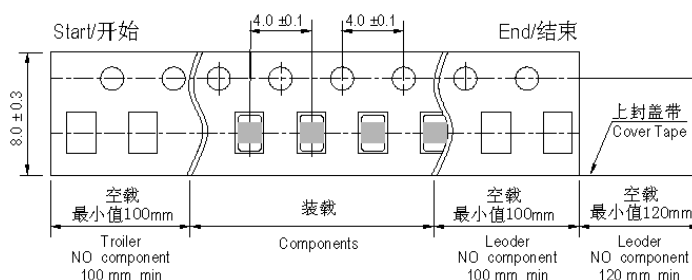 4.0 ±0.1
4.0 ±0.1
Start/开始
End/结束
8.0 ±0.3
上封盖带
Cover Tape
空载
最小值100mm
装载
空载
最小值100mm
空载
最小值120mm
Troiler
NO component
100 mm min
Components
Leoder
NO component
100 mm min
Leoder
NO component
120 mm min